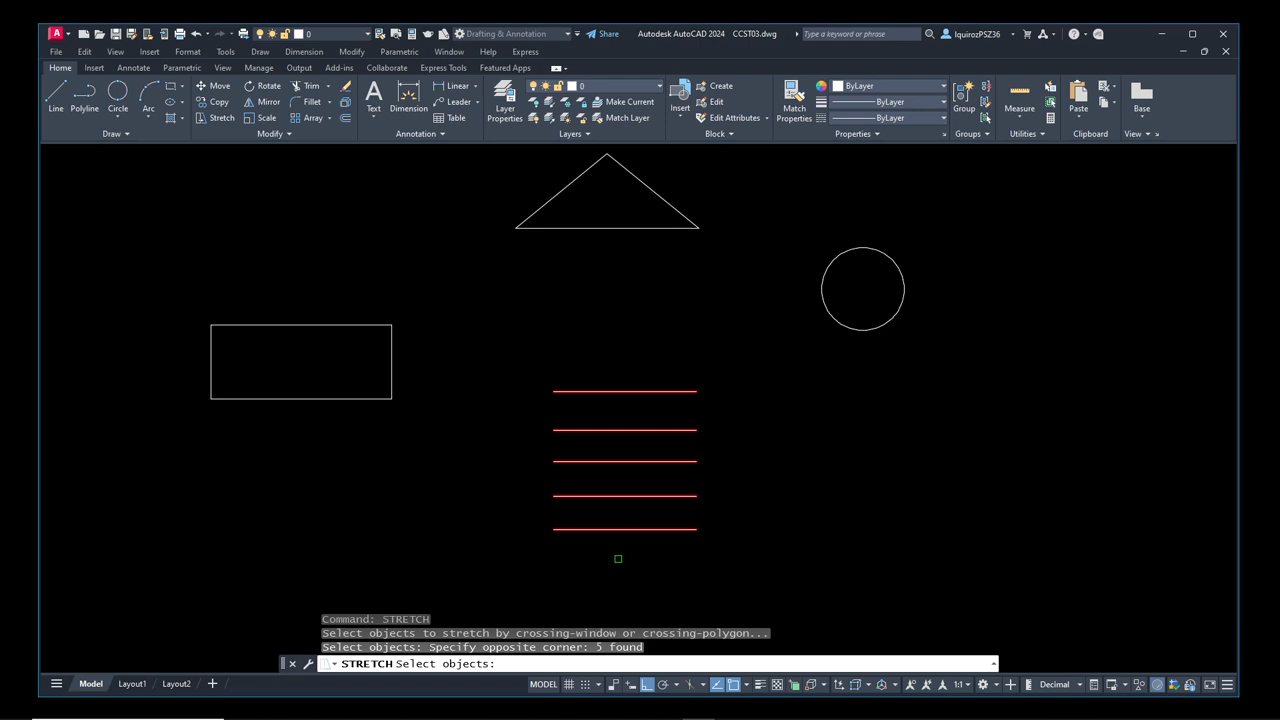 A 0 Drafting & Annotation Share Autodesk AutoCAD 2024 CCST03.dwg Type a keyword or phrase lquirozPSZ36
File Edit View Insert Format Tools Draw Dimension Modify Parametric Window Help Express
Home Insert Annotate Parametric View Manage Output Add-ins Collaborate Express Tools Featured Apps
Move Rotate Trim Linear 0 Create ByLayer
Copy Mirror Fillet Leader Make Current Edit ByLayer
Line Polyline Circle Arc Text Dimension Layer Insert Match Group Measure Paste Base
Stretch Scale Array Table Properties Match Layer Edit Attributes Properties ByLayer
Draw Modify Annotation Layers Block Properties Groups Utilities Clipboard View
Command: STRETCH
Select objects to stretch by crossing-window or crossing-polygon...
Select objects: Specify opposite corner: 5 found
STRETCH Select objects:
Model Layout1 Layout2 + MODEL 1:1 Decimal